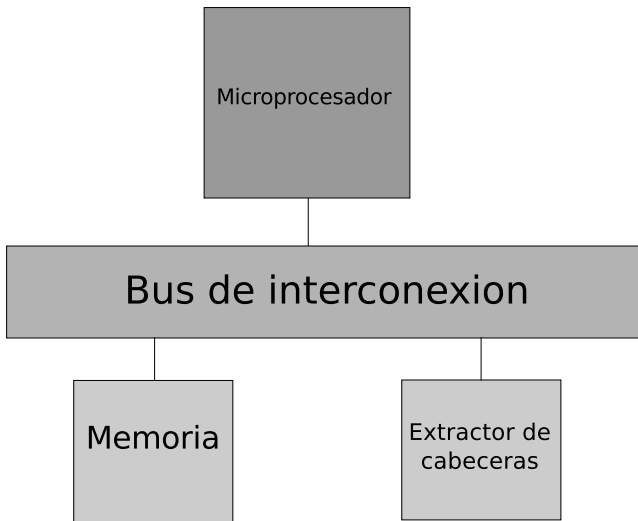 Microprocesador
Bus de interconexion
Memoria
Extractor de
cabeceras